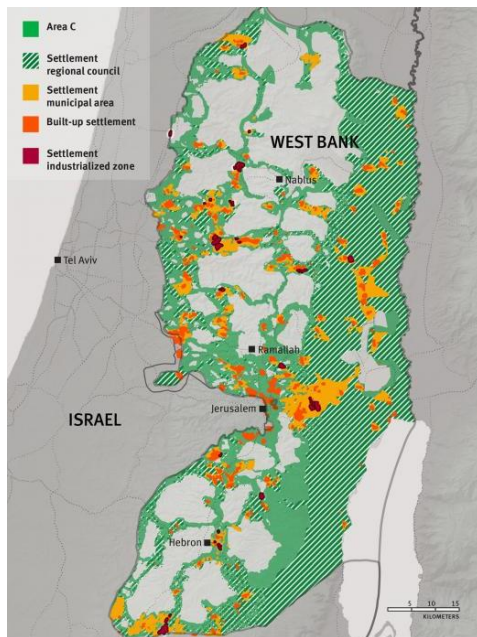 Area C
Settlement
regional council
Settlement
municipal area
Built-up settlement
Settlement
industrialized zone
WEST BANK
Nablus
Tel Aviv
Ramallah
Jerusalem
ISRAEL
Hebron
5 10 15
KILOMETERS